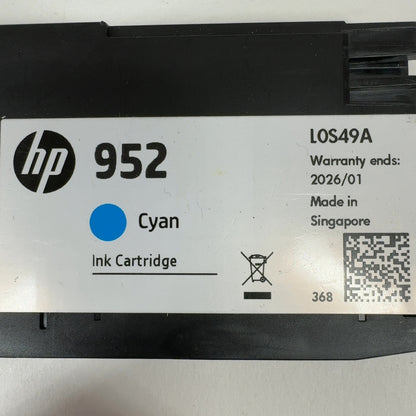 hp 952
Cyan
Ink Cartridge
L0S49A
Warranty ends:
2026/01
Made in
Singapore
368